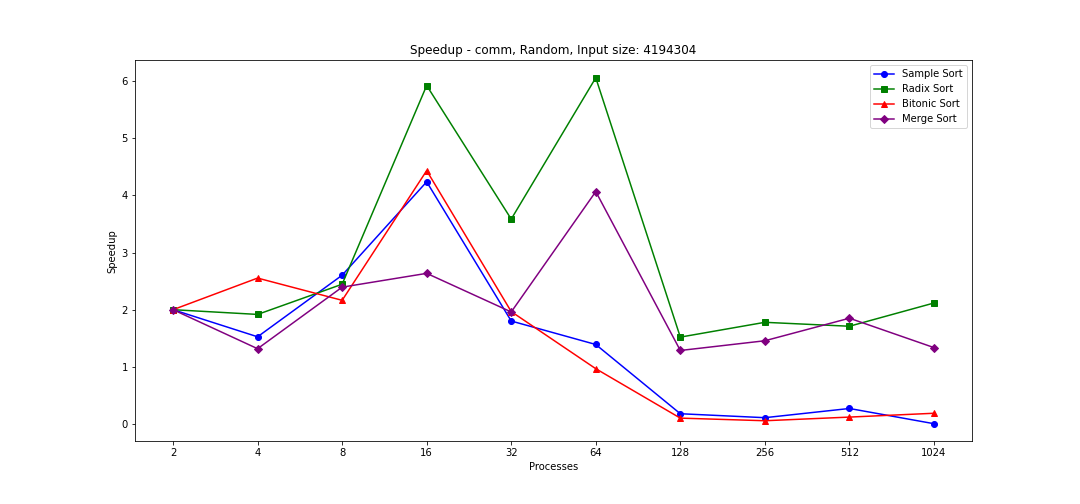 Speedup - comm, Random, Input size: 4194304
Sample Sort
Radix Sort
Bitonic Sort
Merge Sort
Speedup
6
5
4
3
2
1
0
2 4 8 16 32 64 128 256 512 1024
Processes